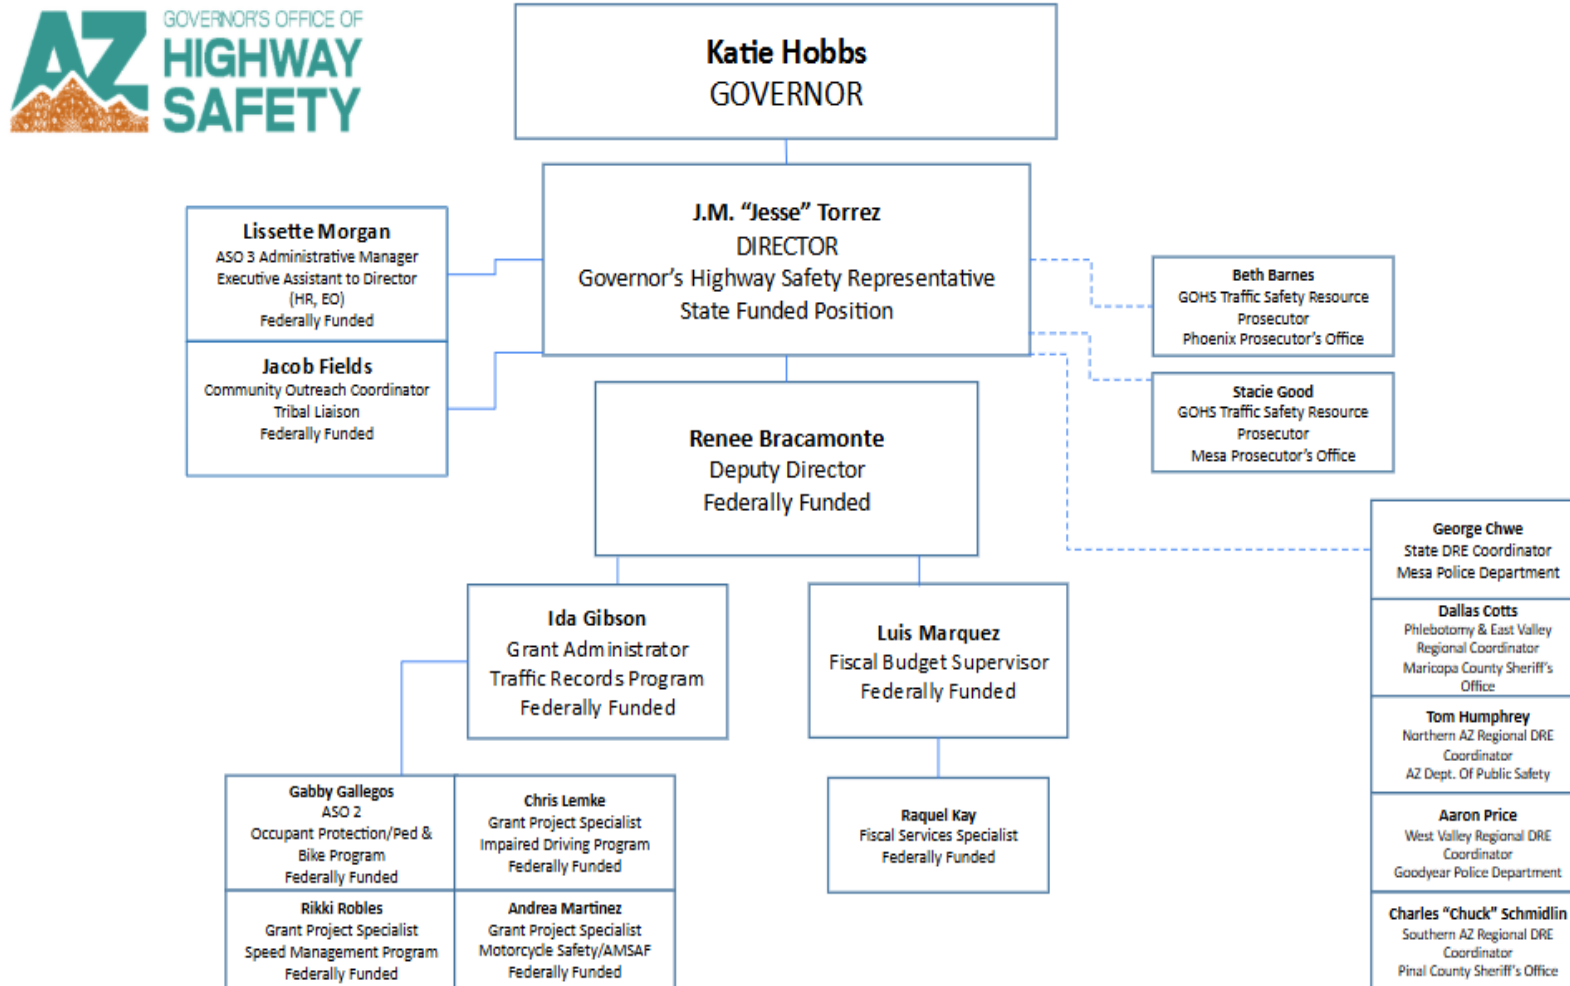 AZ
GOVERNOR'S OFFICE OF
HIGHWAY
SAFETY
Katie Hobbs
GOVERNOR
J.M. “Jesse” Torrez
DIRECTOR
Governor’s Highway Safety Representative
State Funded Position
Lissette Morgan
ASO 3 Administrative Manager
Executive Assistant to Director
(HR, EO)
Federally Funded
Jacob Fields
Community Outreach Coordinator
Tribal Liaison
Federally Funded
Beth Barnes
GOHS Traffic Safety Resource
Prosecutor
Phoenix Prosecutor’s Office
Stacie Good
GOHS Traffic Safety Resource
Prosecutor
Mesa Prosecutor’s Office
Renee Bracamonte
Deputy Director
Federally Funded
Ida Gibson
Grant Administrator
Traffic Records Program
Federally Funded
Luis Marquez
Fiscal Budget Supervisor
Federally Funded
Gabby Gallegos
ASO 2
Occupant Protection/Ped &
Bike Program
Federally Funded
Chris Lemke
Grant Project Specialist
Impaired Driving Program
Federally Funded
Rikki Robles
Grant Project Specialist
Speed Management Program
Federally Funded
Andrea Martinez
Grant Project Specialist
Motorcycle Safety/AMSAF
Federally Funded
Raquel Kay
Fiscal Services Specialist
Federally Funded
George Chwe
State DRE Coordinator
Mesa Police Department
Dallas Cotts
Phlebotomy & East Valley
Regional Coordinator
Maricopa County Sheriff’s
Office
Tom Humphrey
Northern AZ Regional DRE
Coordinator
AZ Dept. Of Public Safety
Aaron Price
West Valley Regional DRE
Coordinator
Goodyear Police Department
Charles “Chuck” Schmidlin
Southern AZ Regional DRE
Coordinator
Pinal County Sheriff’s Office